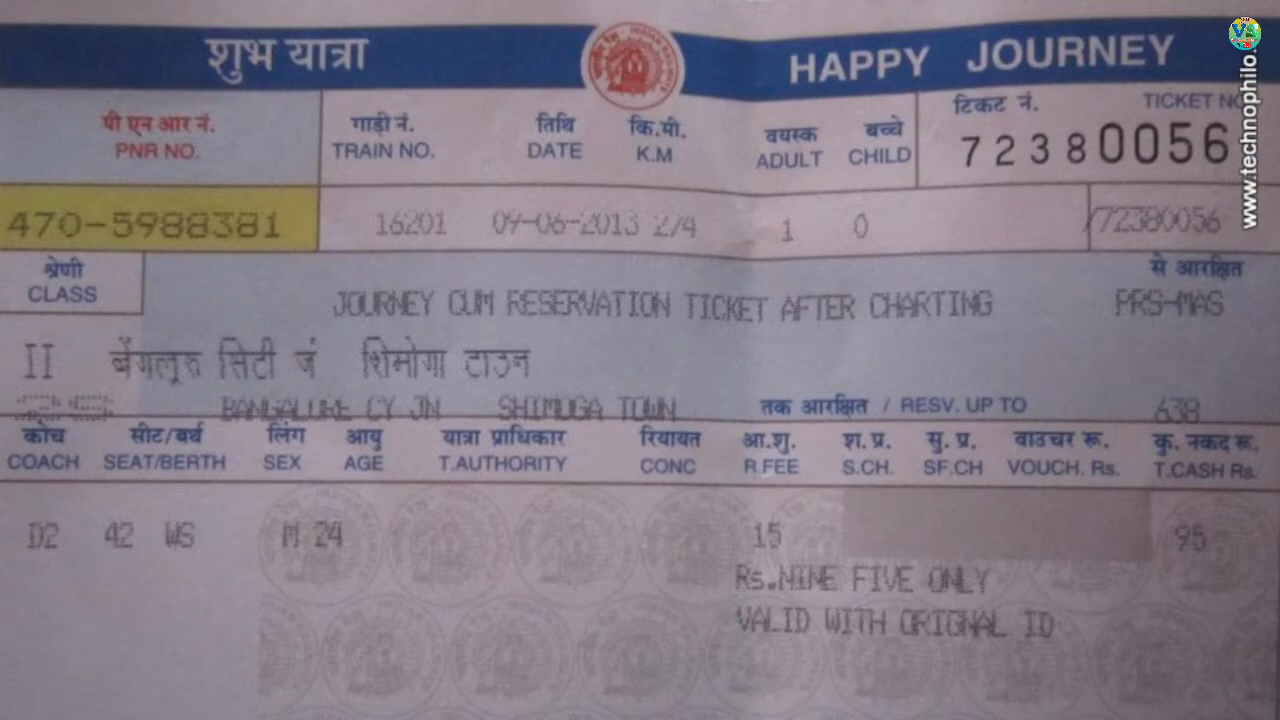 शुभ यात्रा HAPPY JOURNEY
पी एन आर नं. गाड़ी नं. तिथि कि.मी. वयस्क बच्चे टिकट नं. TICKET NO
PNR NO. TRAIN NO. DATE K.M ADULT CHILD 72380056
470-5988381 16201 09-06-2013 274 1 0 72380056
श्रेणी से आरक्षित
CLASS JOURNEY CUM RESERVATION TICKET AFTER CHARTING PRS-MAS
II बेंगलूरु सिटी जं शिमोगा टाउन
2S BANGALORE CY JN SHIMOGA TOWN तक आरक्षित / RESV. UP TO 638
कोच सीट/बर्थ लिंग आयु यात्रा प्राधिकार रियायत आ.शु. श.प्र. सु.प्र. वाउचर रू. कु. नकद रू.
COACH SEAT/BERTH SEX AGE T.AUTHORITY CONC R.FEE S.CH. SF.CH VOUCH. Rs. T.CASH Rs.
D2 42 WS M 24 15 95
Rs.NINE FIVE ONLY
VALID WITH ORIGNAL ID
www.technophilo.